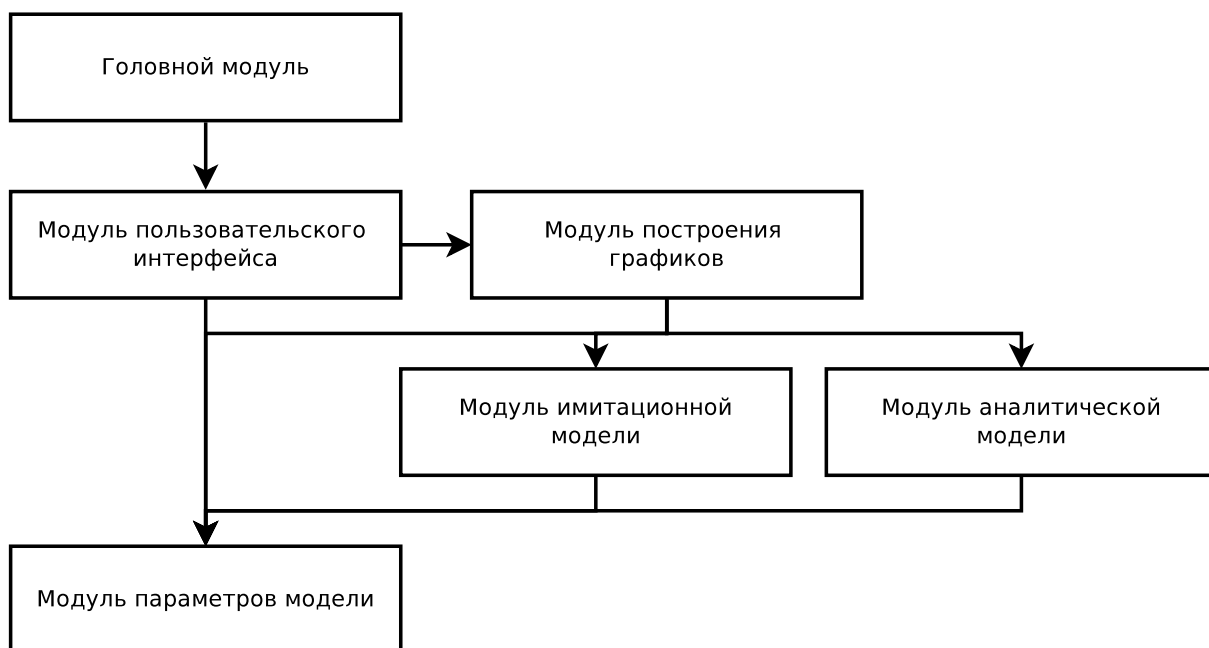 Головной модуль
Модуль пользовательского
интерфейса
Модуль построения
графиков
Модуль имитационной
модели
Модуль аналитической
модели
Модуль параметров модели